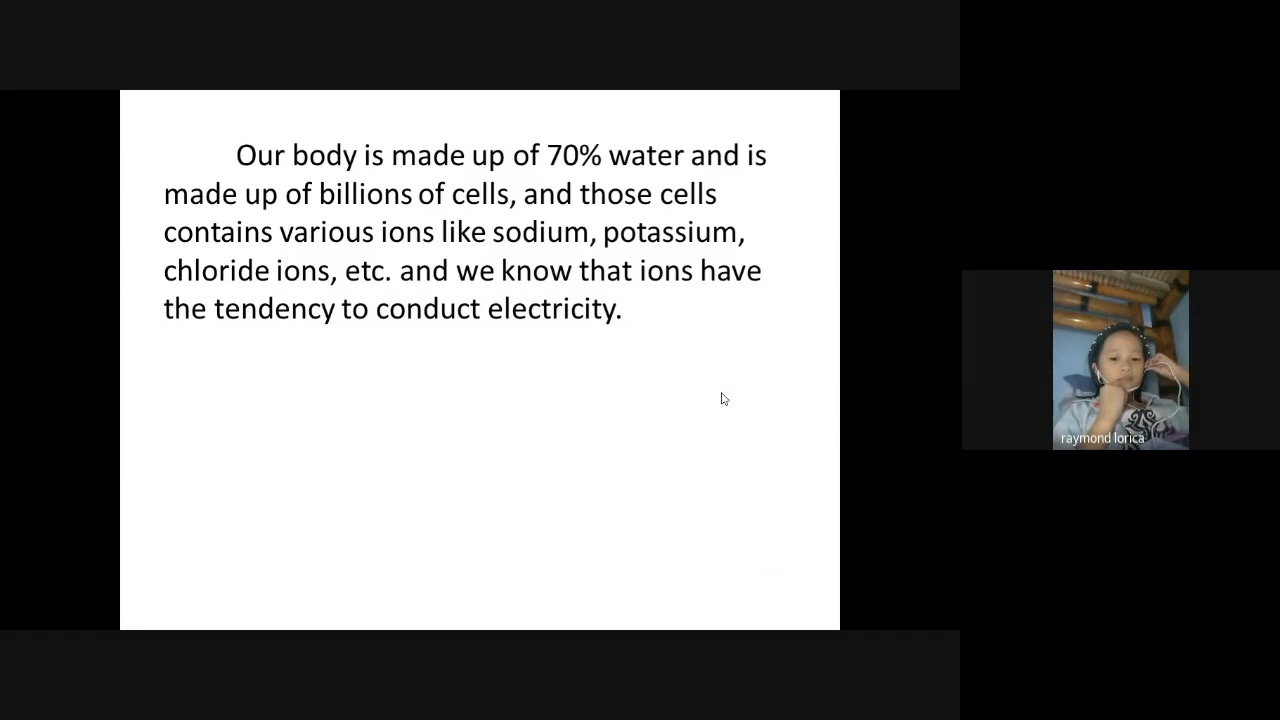 Our body is made up of 70% water and is
made up of billions of cells, and those cells
contains various ions like sodium, potassium,
chloride ions, etc. and we know that ions have
the tendency to conduct electricity.
raymond lorica